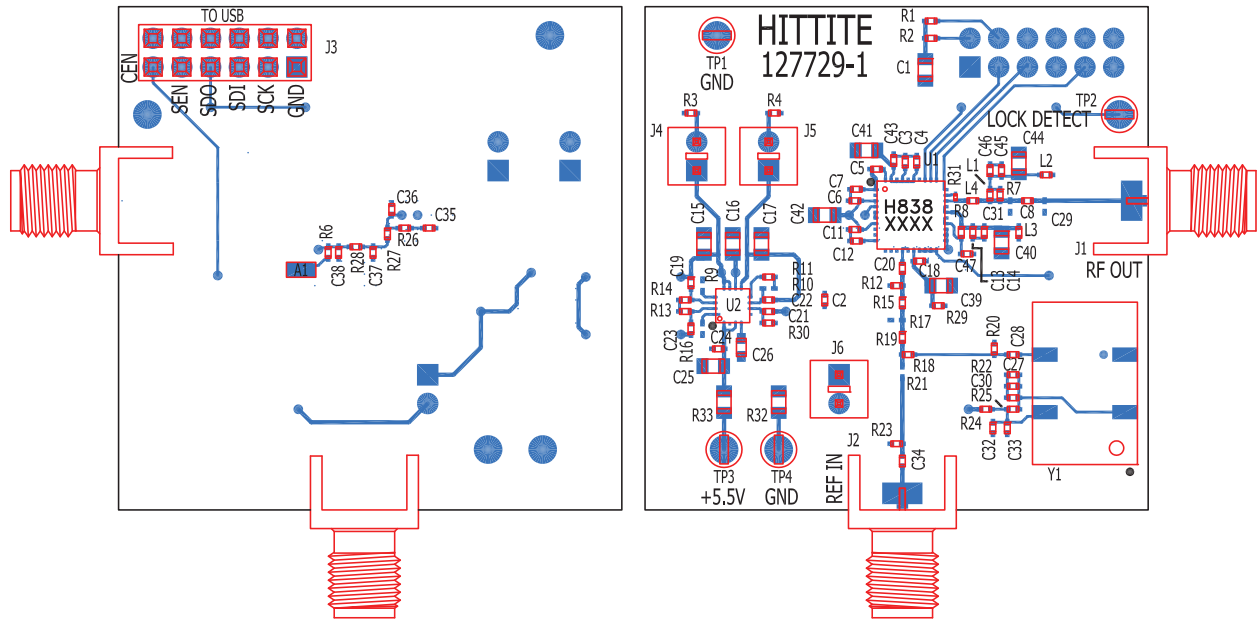 TO USB
J3
CEN
SEN
SDO
SDI
SCK
GND
C36
C35
R26
R27
R6
C38
R28
C37
A1
HITTITE
127729-1
TP1
GND
R1
R2
C1
TP2
LOCK DETECT
R3
R4
J4
J5
C41
C43
C3
C4
U1
C5
C7
C6
C42
C11
C12
H838
XXXX
R31
L1
C46
C45
C44
L2
L4
R7
R8
C31
C8
C29
L3
C40
C47
C13
C14
J1
RF OUT
C15
C16
C17
C19
R9
R11
R10
R14
R13
U2
C22
C21
R30
C2
C23
R16
C24
C25
C26
C20
C18
R12
R15
C39
R29
R17
R19
R18
R21
R20
C28
R22
C27
C30
R25
R24
C32
C33
Y1
J6
R33
R32
TP3
+5.5V
TP4
GND
R23
J2
REF IN
C34